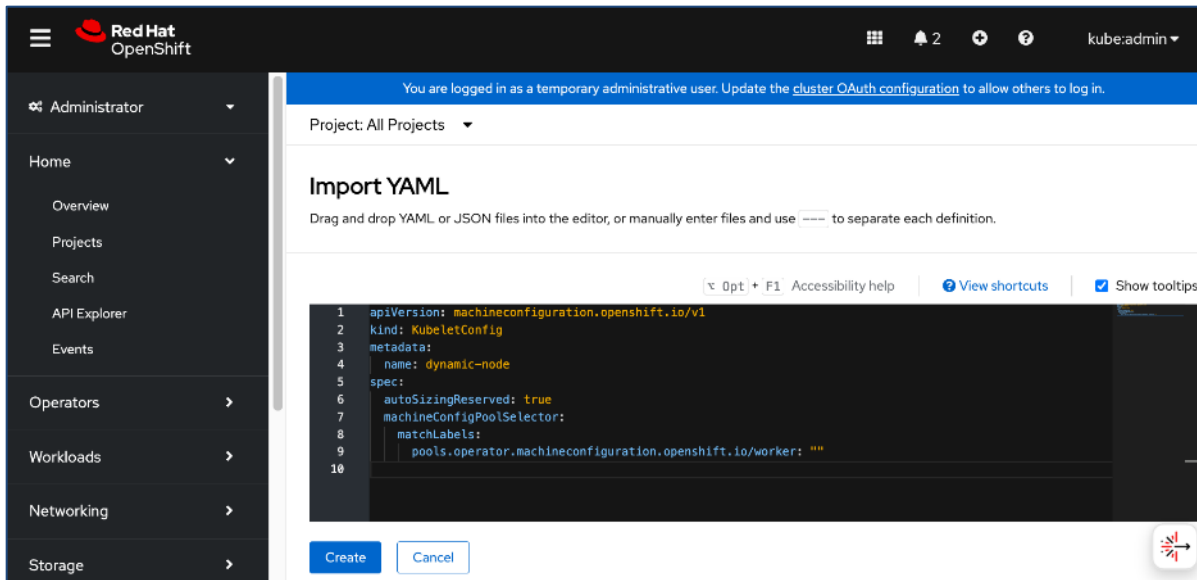 Red Hat
OpenShift
2
kube:admin
Administrator
You are logged in as a temporary administrative user. Update the cluster OAuth configuration to allow others to log in.
Project: All Projects
Home
Overview
Projects
Search
API Explorer
Events
Operators
Workloads
Networking
Storage
Import YAML
Drag and drop YAML or JSON files into the editor, or manually enter files and use --- to separate each definition.
⌥ Opt + F1 Accessibility help View shortcuts Show tooltips
1 apiVersion: machineconfiguration.openshift.io/v1
2 kind: KubeletConfig
3 metadata:
4   name: dynamic-node
5 spec:
6   autoSizingReserved: true
7   machineConfigPoolSelector:
8     matchLabels:
9       pools.operator.machineconfiguration.openshift.io/worker: ""
10
Create Cancel